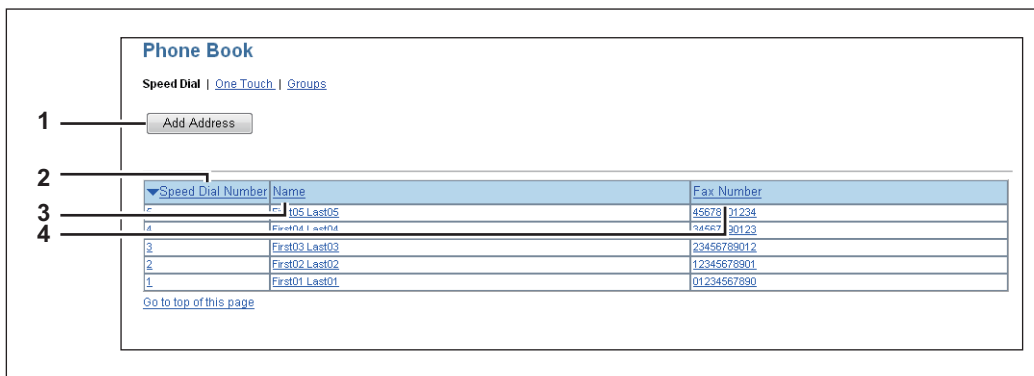 Phone Book
Speed Dial | One Touch | Groups
1
Add Address
2
▼Speed Dial Number Name Fax Number
3
4
3 First03 Last03 23456789012
2 First02 Last02 12345678901
1 First01 Last01 01234567890
Go to top of this page